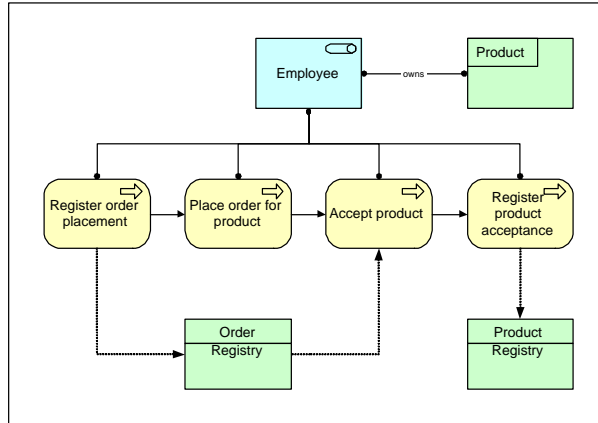 Employee
owns
Product
Register order
placement
Place order for
product
Accept product
Register
product
acceptance
Order
Registry
Product
Registry